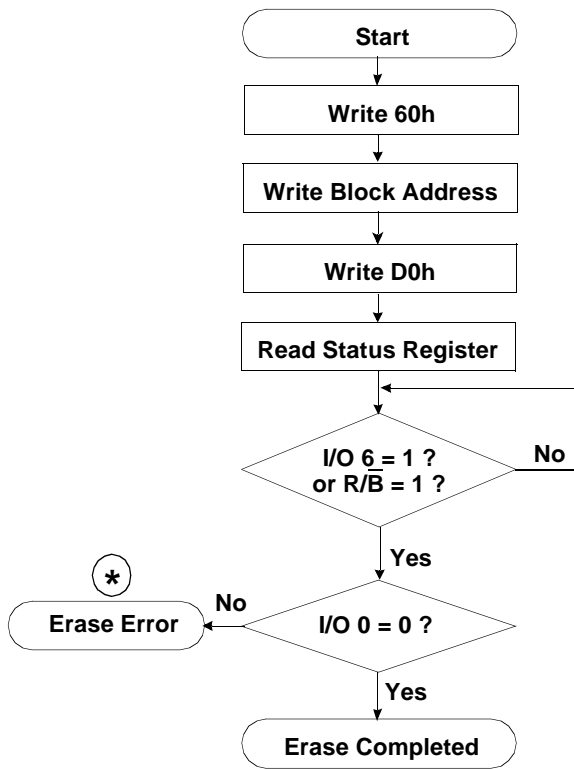 Start
Write 60h
Write Block Address
Write D0h
Read Status Register
I/O 6 = 1 ?
or R/B̅ = 1 ?
No
Yes
*
No
Erase Error
I/O 0 = 0 ?
Yes
Erase Completed